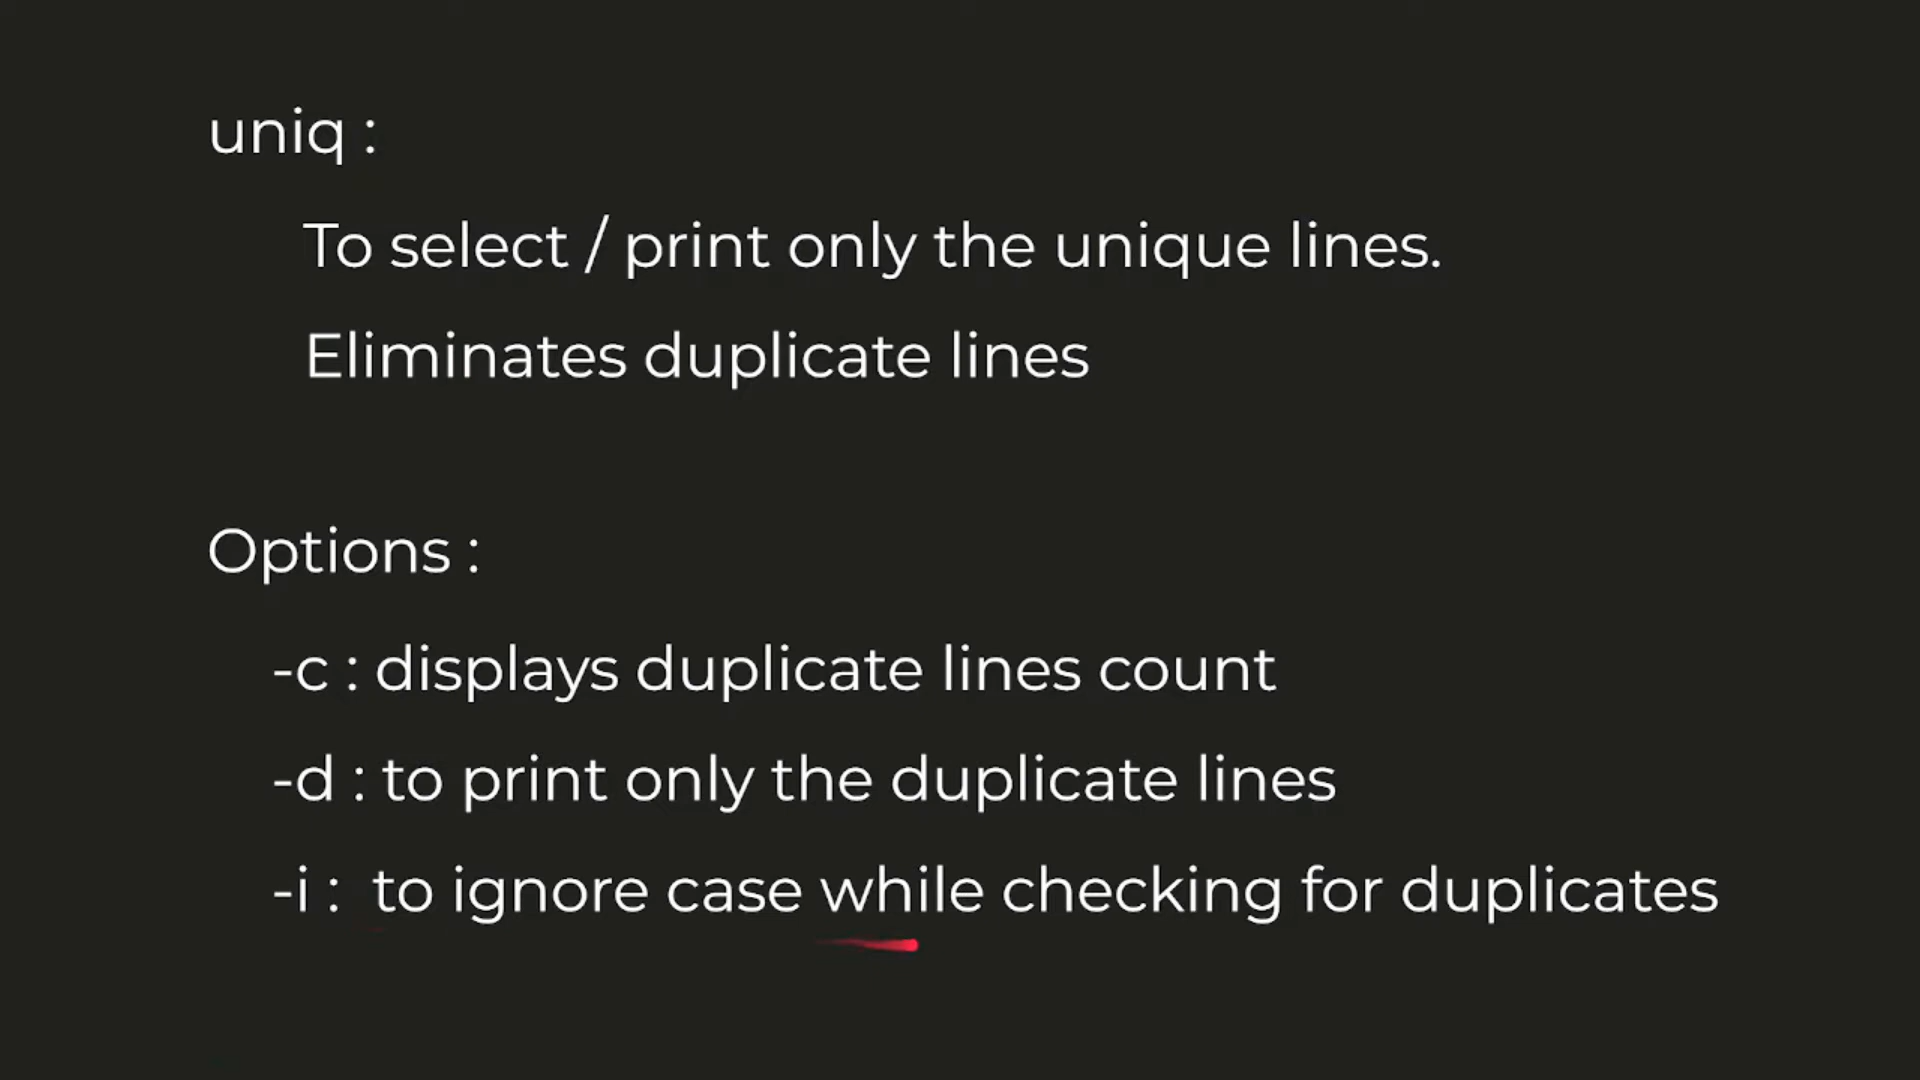 uniq :
To select / print only the unique lines.
Eliminates duplicate lines
Options :
-c : displays duplicate lines count
-d : to print only the duplicate lines
-i :  to ignore case while checking for duplicates